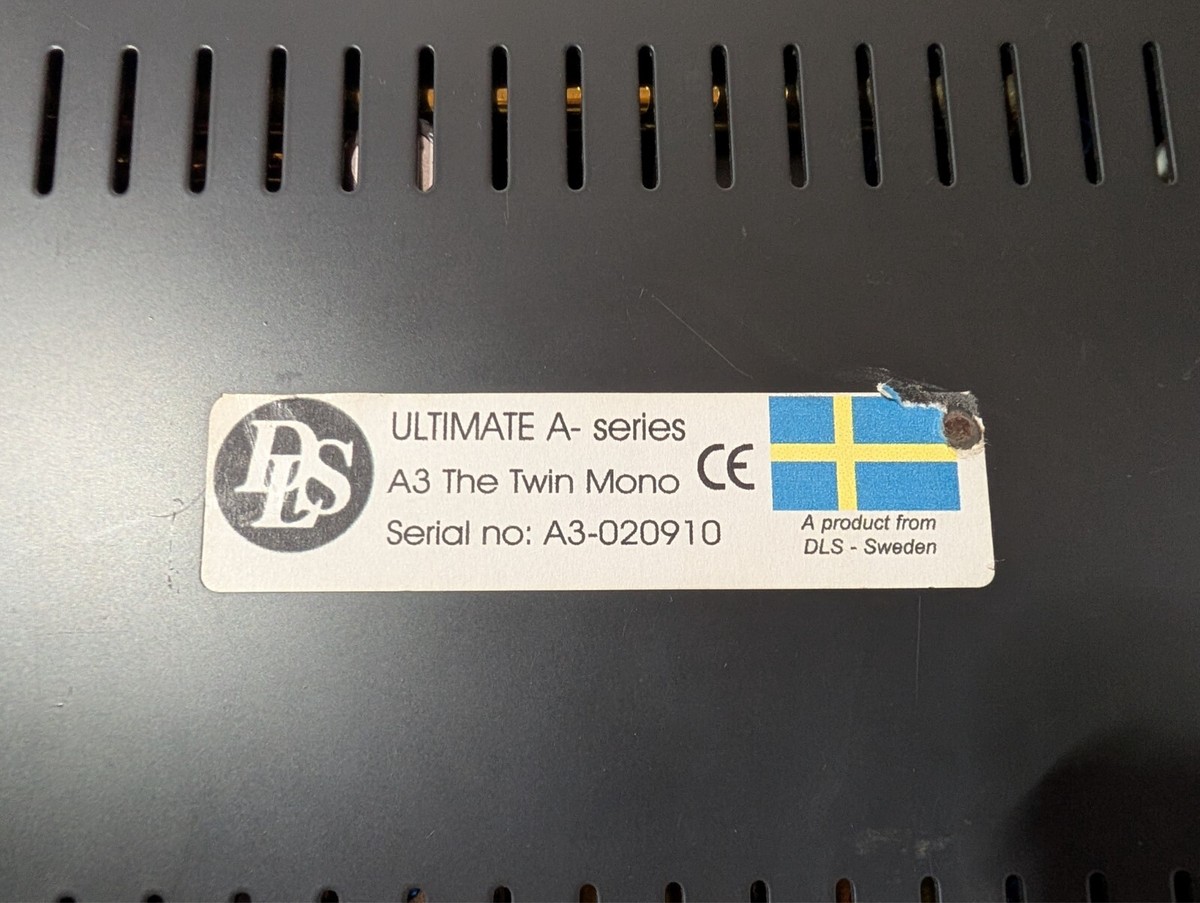 DLS
ULTIMATE A- series
A3 The Twin Mono
CE
Serial no: A3-020910
A product from
DLS - Sweden